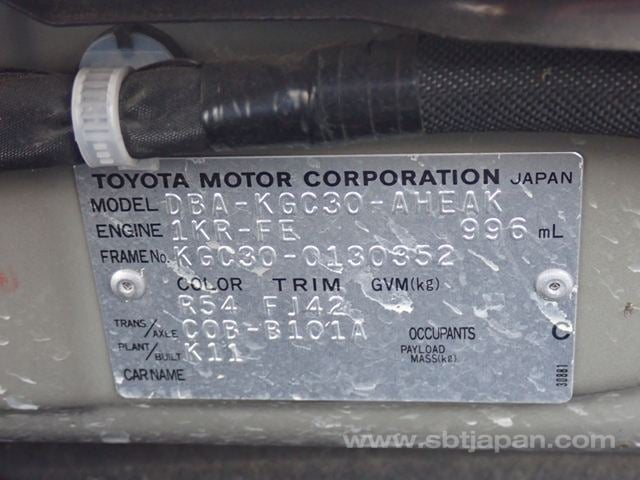 TOYOTA MOTOR CORPORATION JAPAN
MODEL DBA-KGC30-AHEAK
ENGINE 1KR-FE 996 mL
FRAME No. KGC30-0130352
COLOR TRIM GVM(kg)
R54 FJ42
TRANS/AXLE C0B-B101A OCCUPANTS C
PLANT/BUILT K11 PAYLOAD MASS(kg)
CAR NAME
30881
www.sbtjapan.com